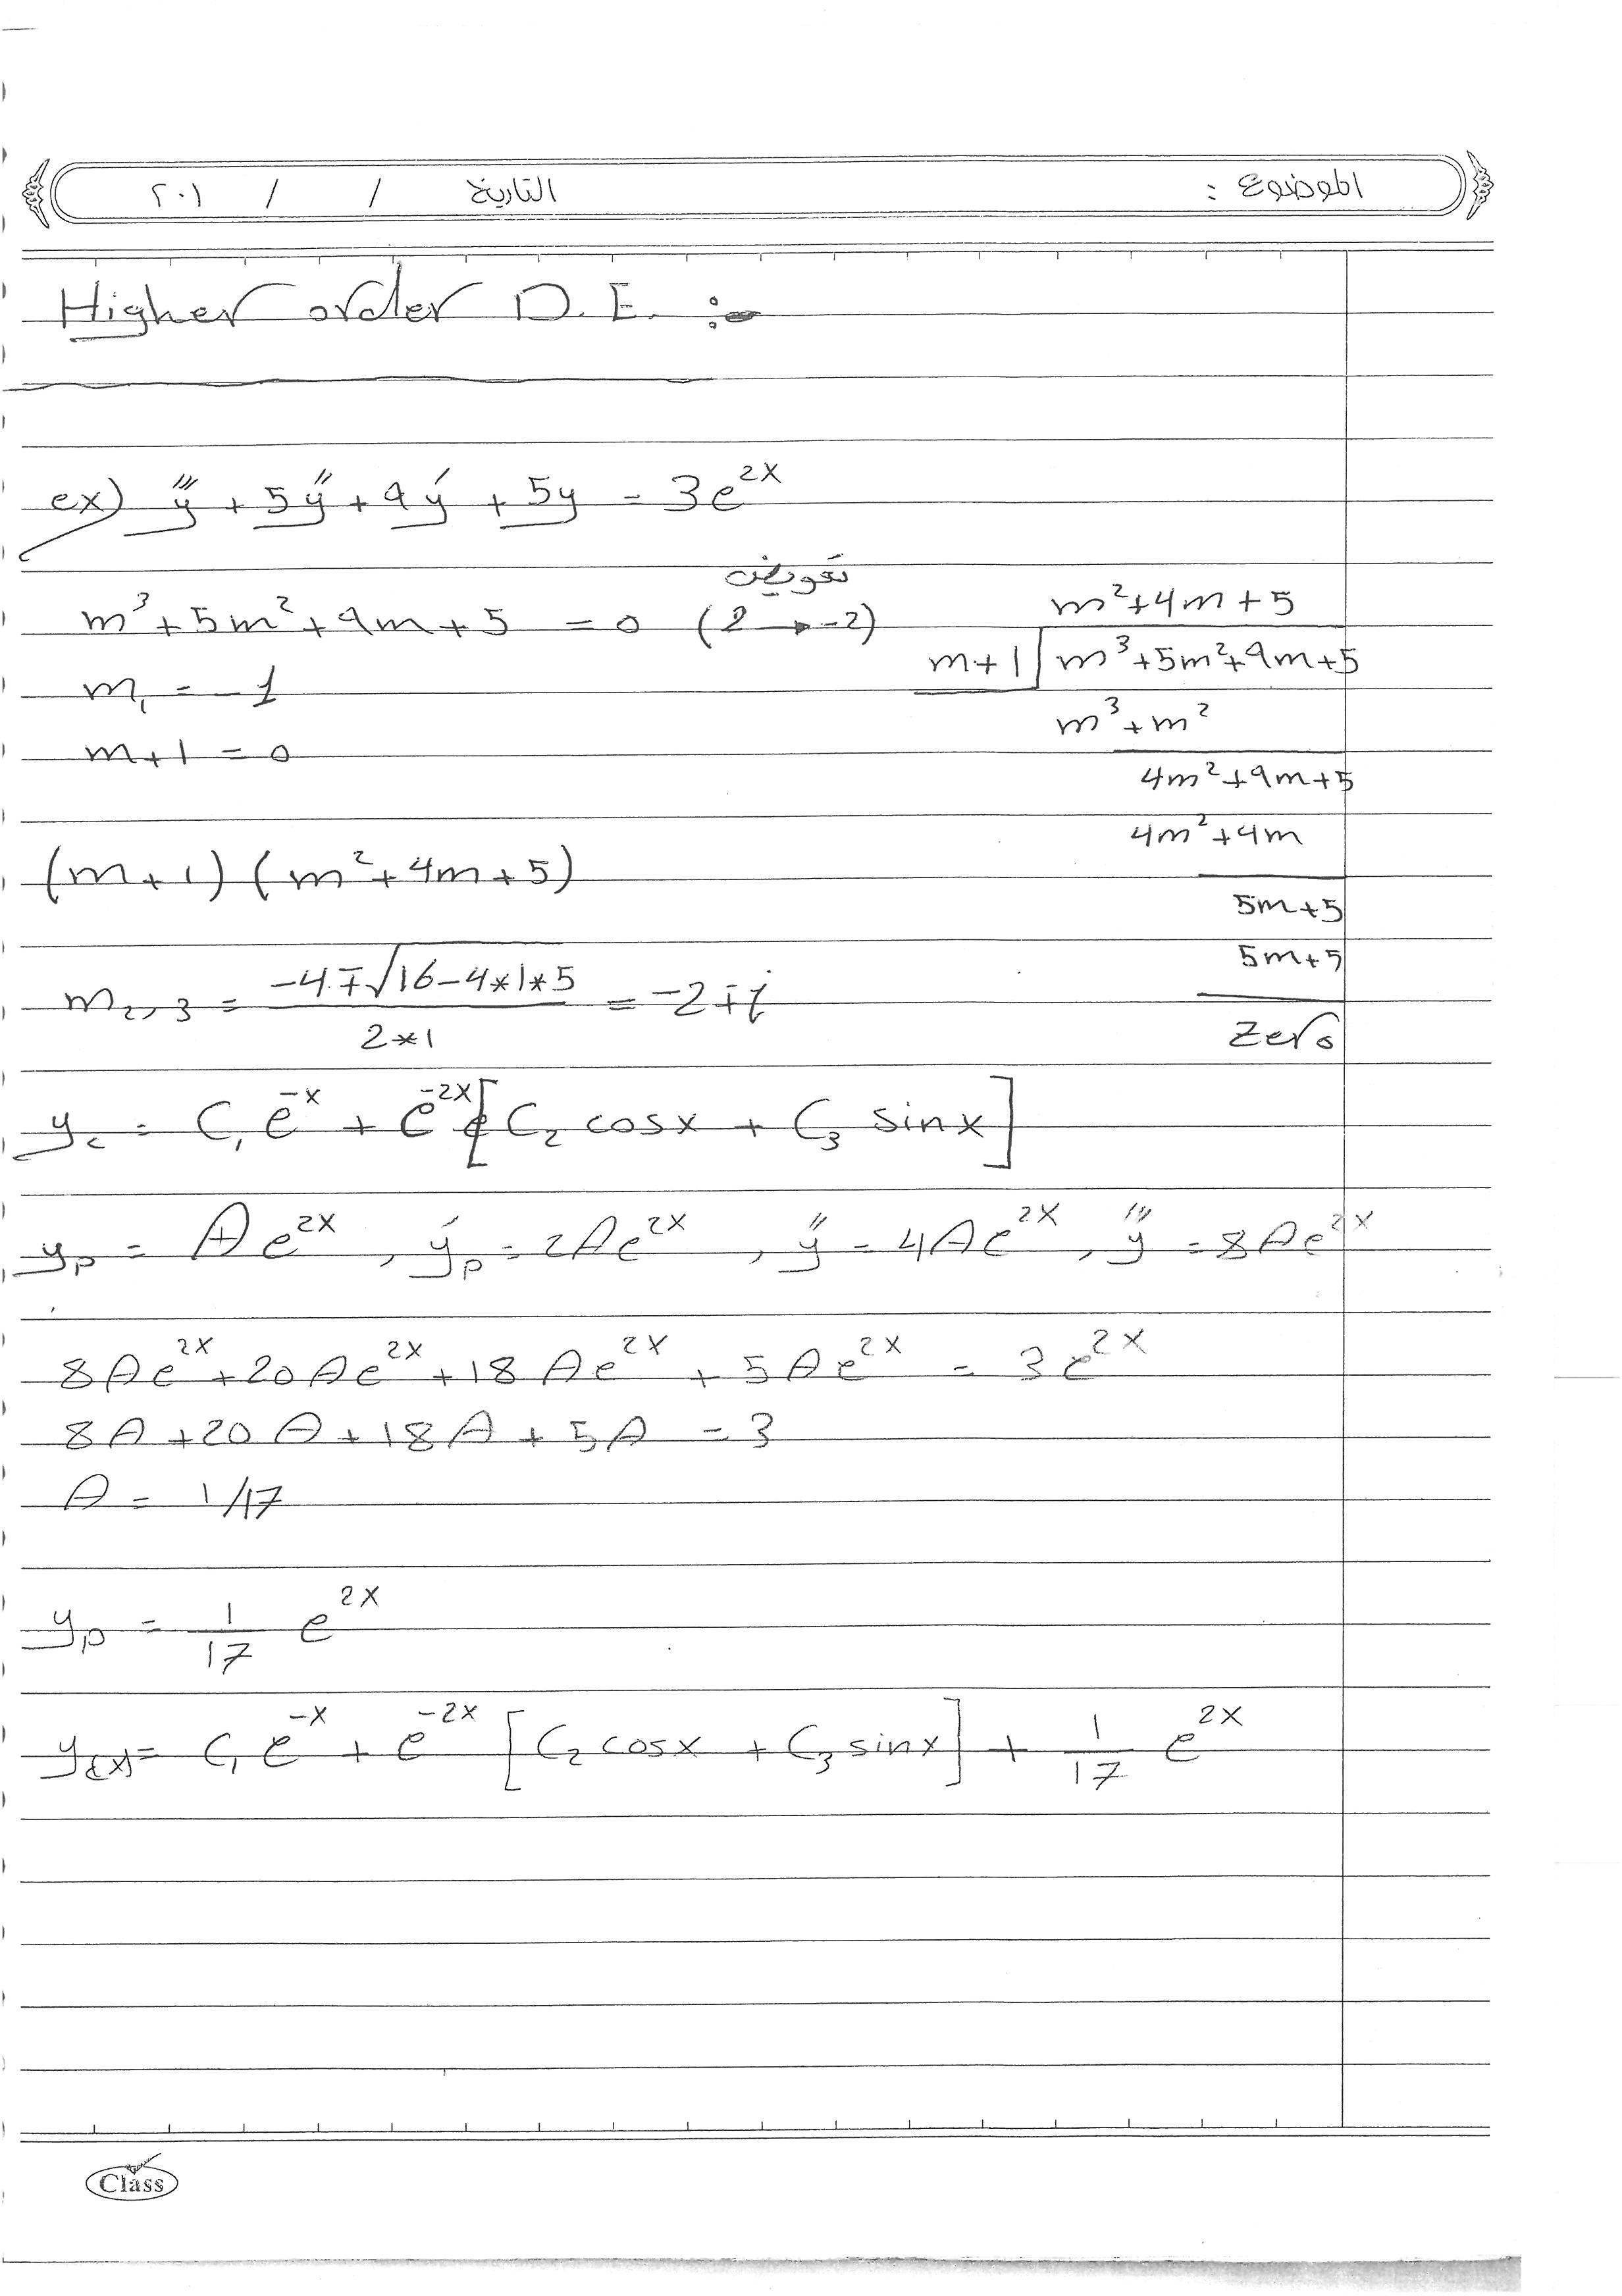 الموضوع : التاريخ / / ٢٠١
Higher order D.E. :-
ex) y''' + 5y'' + 9y' + 5y = 3e^2x
تعويض
m^3 + 5m^2 + 9m + 5 = 0 (2 → -2)
m1 = -1
m+1 = 0
(m+1) (m^2 + 4m + 5)
m2,3 = (-4 ∓ √16-4*1*5) / 2*1 = -2 ∓ i
m^2+4m+5
m+1 | m^3+5m^2+9m+5
m^3+m^2
4m^2+9m+5
4m^2+4m
5m+5
5m+5
Zero
yc = C1 e^-x + e^-2x [C2 cosx + C3 sinx]
yp = A e^2x , y'p = 2Ae^2x , y'' = 4Ae^2x , y''' = 8Ae^2x
8Ae^2x + 20Ae^2x + 18Ae^2x + 5Ae^2x = 3e^2x
8A + 20A + 18A + 5A = 3
A = 1/17
yp = 1/17 e^2x
y(x) = C1 e^-x + e^-2x [C2 cosx + C3 sinx] + 1/17 e^2x
Class